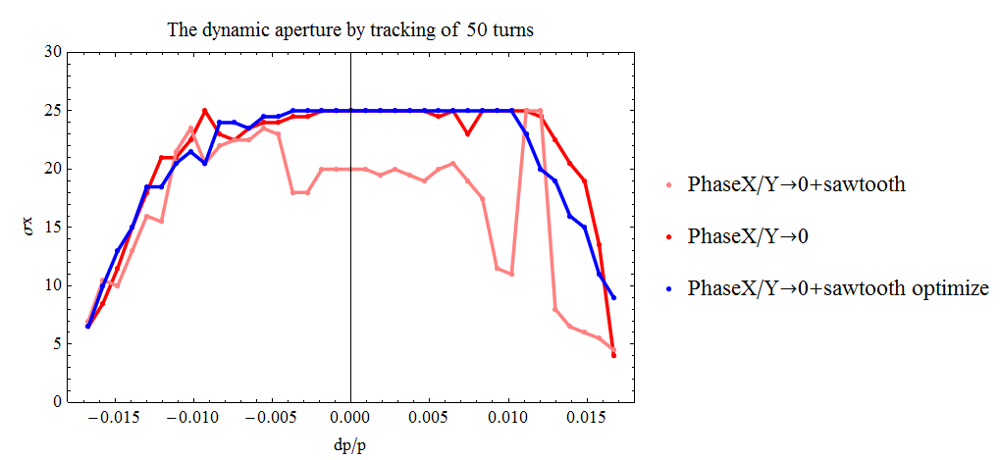 The dynamic aperture by tracking of 50 turns
30
25
20
15
10
5
0
σx
−0.015 −0.010 −0.005 0.000 0.005 0.010 0.015
dp/p
PhaseX/Y→0+sawtooth
PhaseX/Y→0
PhaseX/Y→0+sawtooth optimize